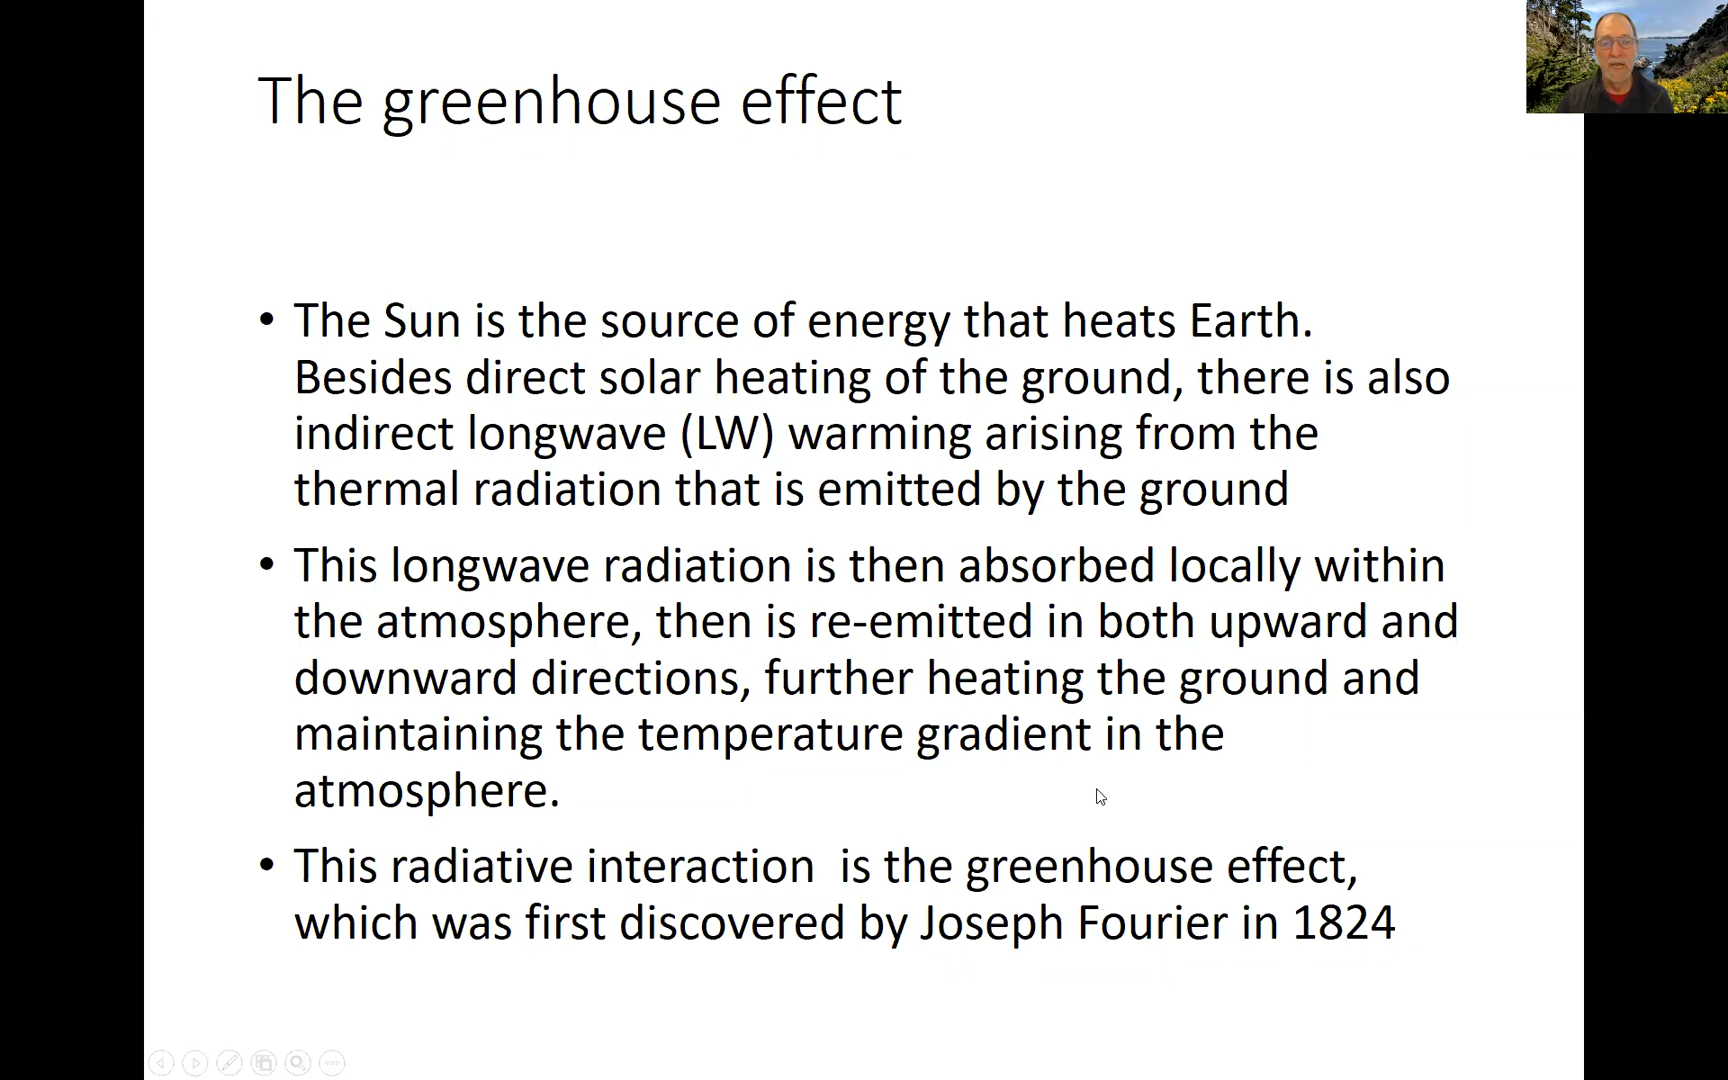 The greenhouse effect
• The Sun is the source of energy that heats Earth.
Besides direct solar heating of the ground, there is also
indirect longwave (LW) warming arising from the
thermal radiation that is emitted by the ground
• This longwave radiation is then absorbed locally within
the atmosphere, then is re-emitted in both upward and
downward directions, further heating the ground and
maintaining the temperature gradient in the
atmosphere.
• This radiative interaction  is the greenhouse effect,
which was first discovered by Joseph Fourier in 1824